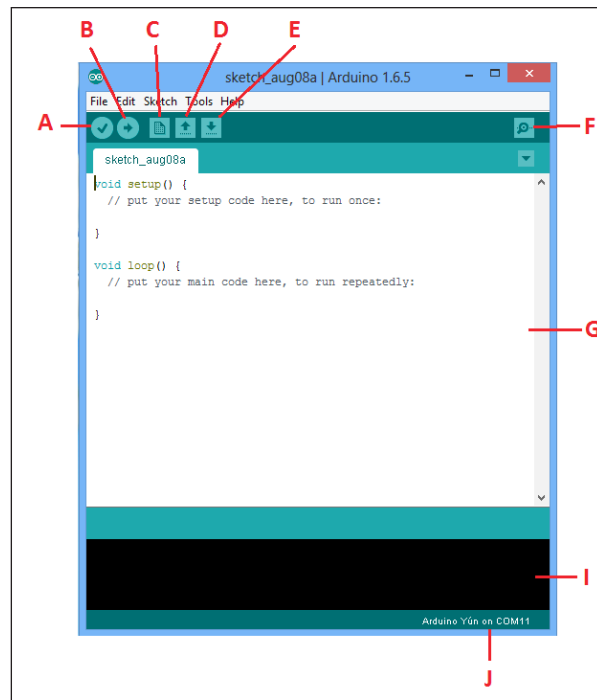 B C D E
sketch_aug08a | Arduino 1.6.5
File Edit Sketch Tools Help
A
F
sketch_aug08a
void setup() {
// put your setup code here, to run once:
}
void loop() {
// put your main code here, to run repeatedly:
}
G
I
Arduino Yún on COM11
J